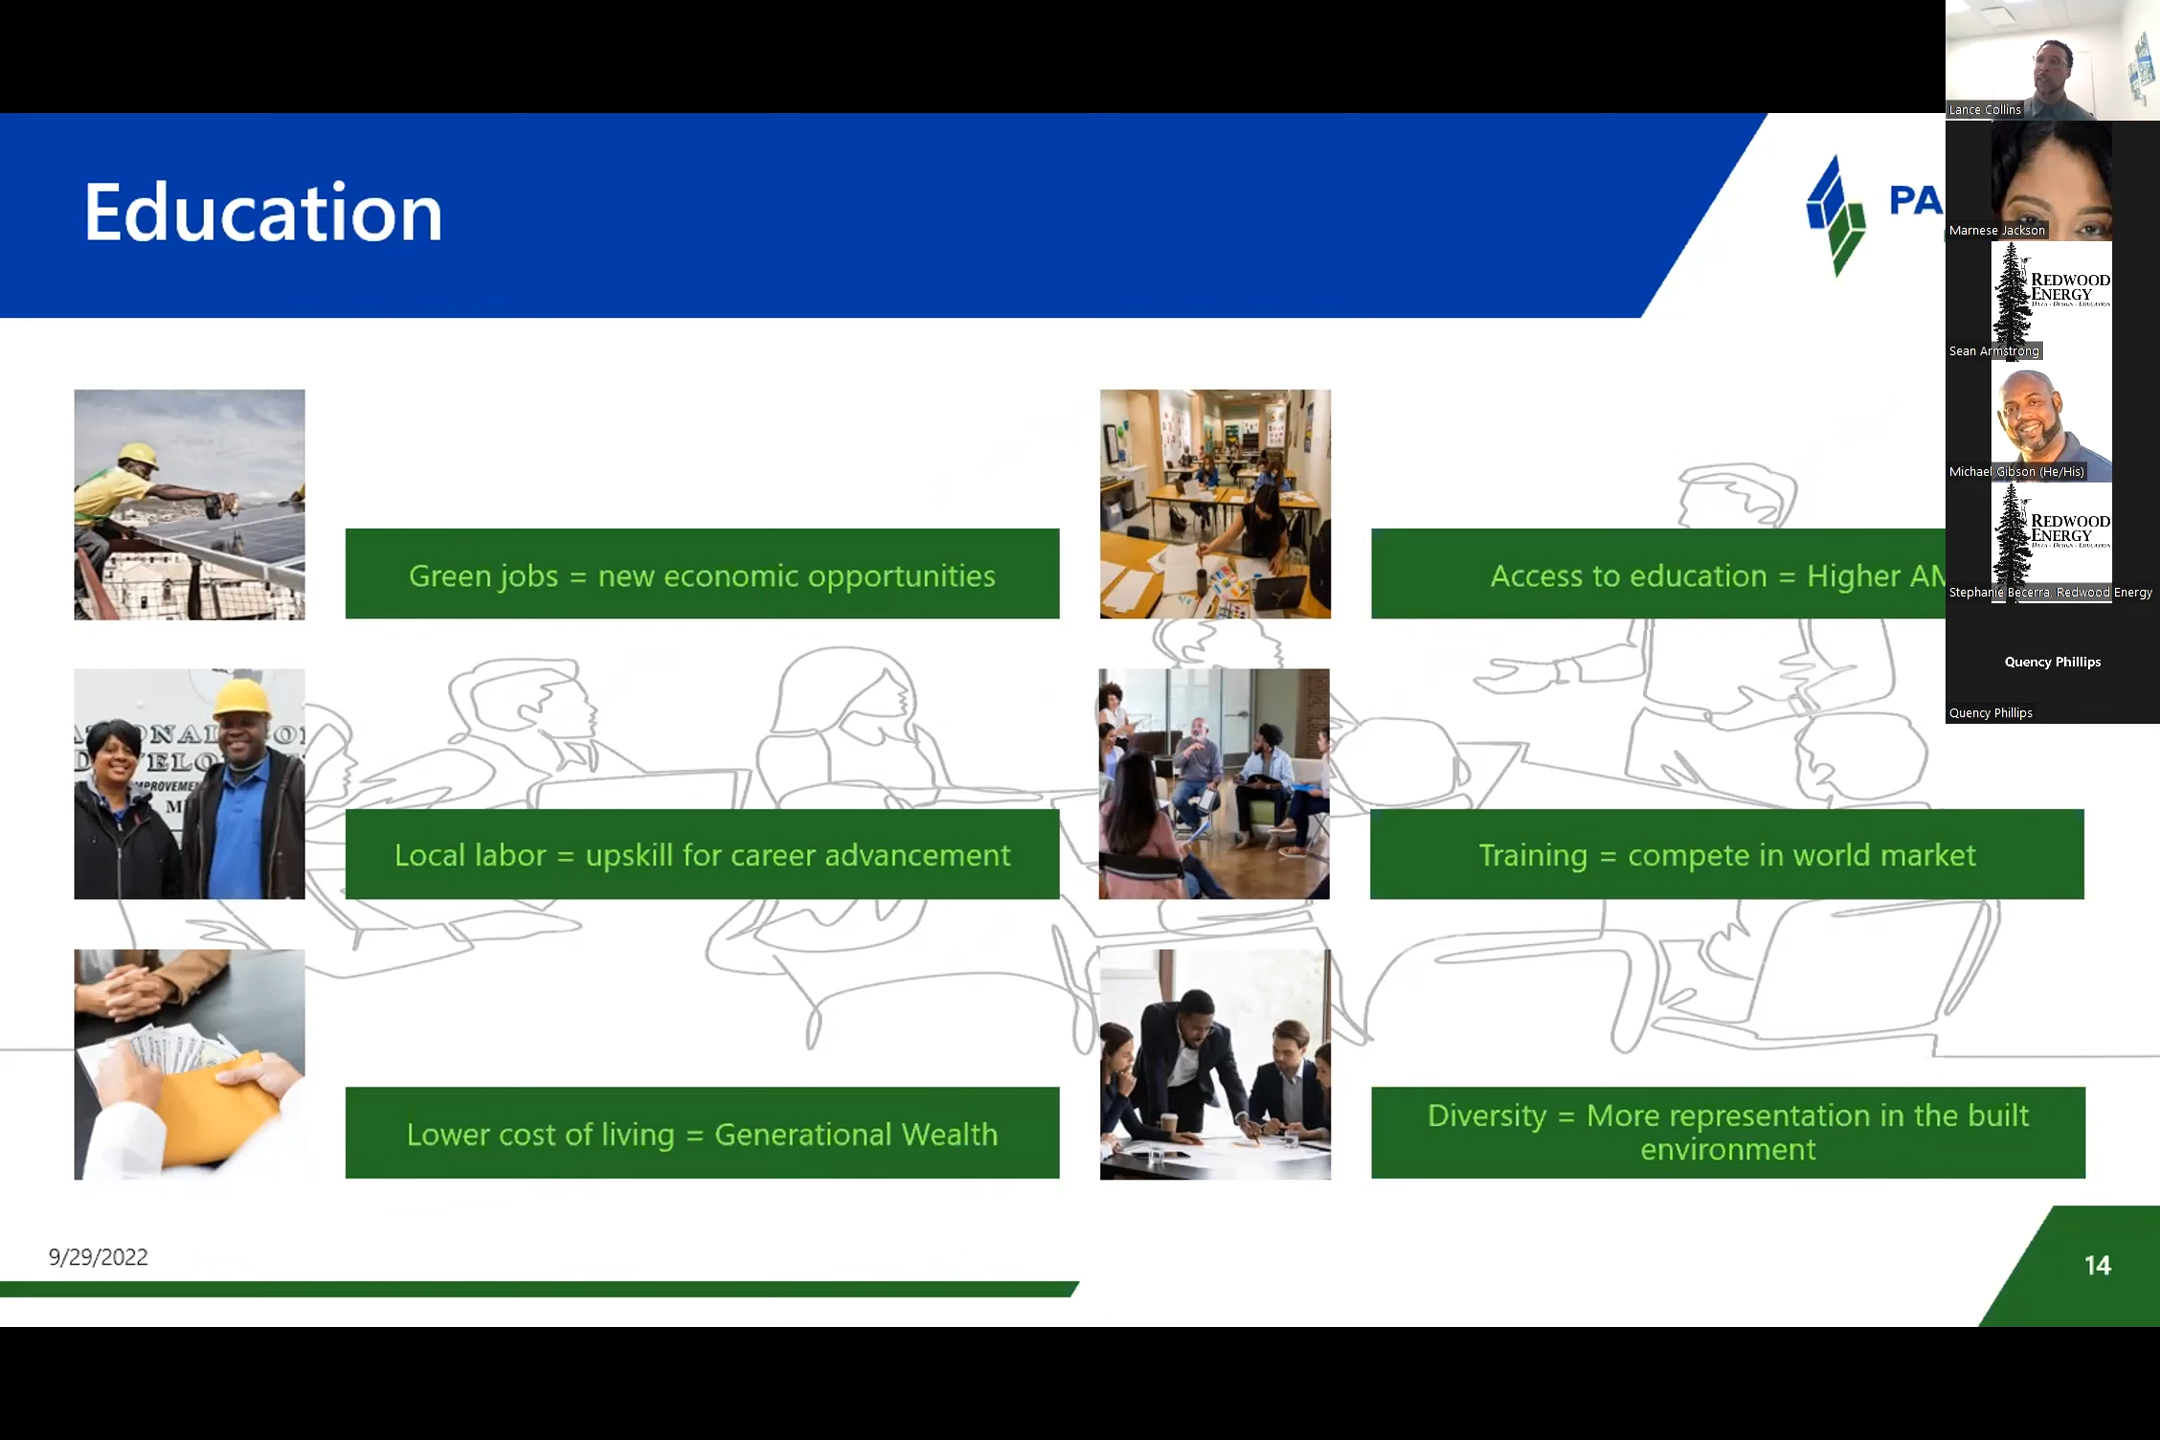 Education
PA
Green jobs = new economic opportunities
Access to education = Higher AM
Local labor = upskill for career advancement
Training = compete in world market
Lower cost of living = Generational Wealth
Diversity = More representation in the built
environment
9/29/2022
14
Lance Collins
Marnese Jackson
REDWOOD
ENERGY
Sean Armstrong
Michael Gibson (He/His)
REDWOOD
ENERGY
Stephanie Becerra, Redwood Energy
Quency Phillips
Quency Phillips